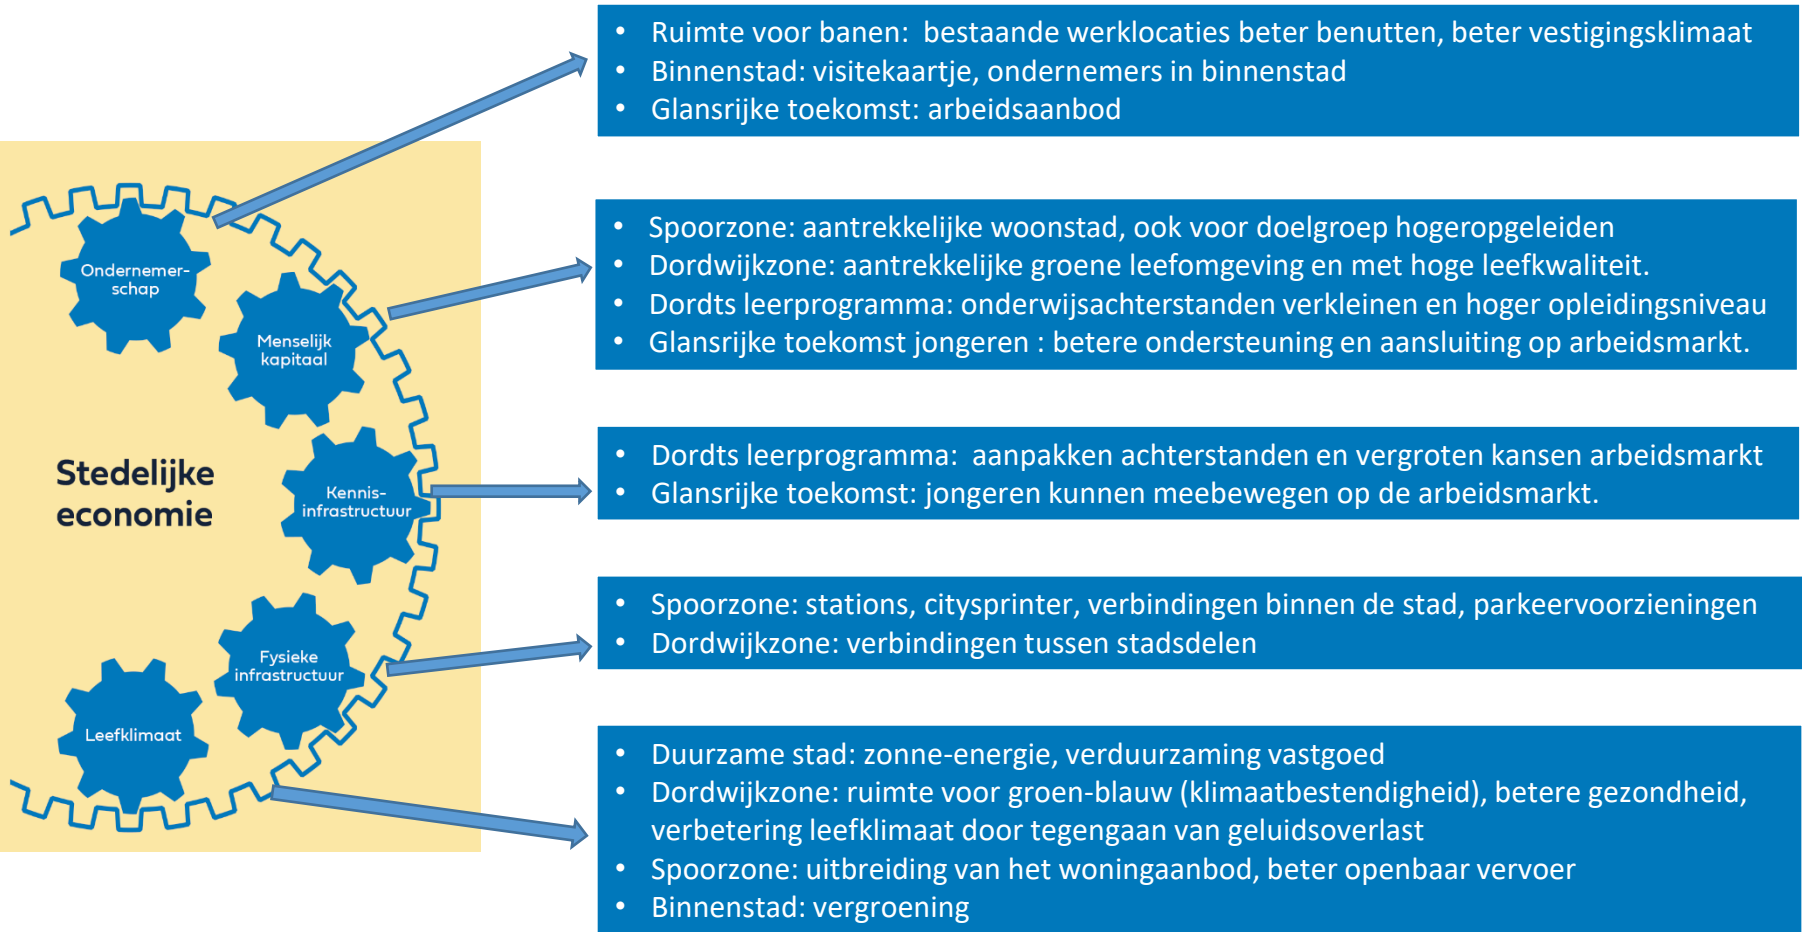 • Ruimte voor banen:  bestaande werklocaties beter benutten, beter vestigingsklimaat
• Binnenstad: visitekaartje, ondernemers in binnenstad
• Glansrijke toekomst: arbeidsaanbod
Ondernemer-
schap
• Spoorzone: aantrekkelijke woonstad, ook voor doelgroep hogeropgeleiden
• Dordwijkzone: aantrekkelijke groene leefomgeving en met hoge leefkwaliteit.
• Dordts leerprogramma: onderwijsachterstanden verkleinen en hoger opleidingsniveau
• Glansrijke toekomst jongeren : betere ondersteuning en aansluiting op arbeidsmarkt.
Menselijk
kapitaal
Stedelijke
economie
Kennis-
infrastructuur
• Dordts leerprogramma:  aanpakken achterstanden en vergroten kansen arbeidsmarkt
• Glansrijke toekomst: jongeren kunnen meebewegen op de arbeidsmarkt.
Fysieke
infrastructuur
• Spoorzone: stations, citysprinter, verbindingen binnen de stad, parkeervoorzieningen
• Dordwijkzone: verbindingen tussen stadsdelen
Leefklimaat
• Duurzame stad: zonne-energie, verduurzaming vastgoed
• Dordwijkzone: ruimte voor groen-blauw (klimaatbestendigheid), betere gezondheid,
verbetering leefklimaat door tegengaan van geluidsoverlast
• Spoorzone: uitbreiding van het woningaanbod, beter openbaar vervoer
• Binnenstad: vergroening